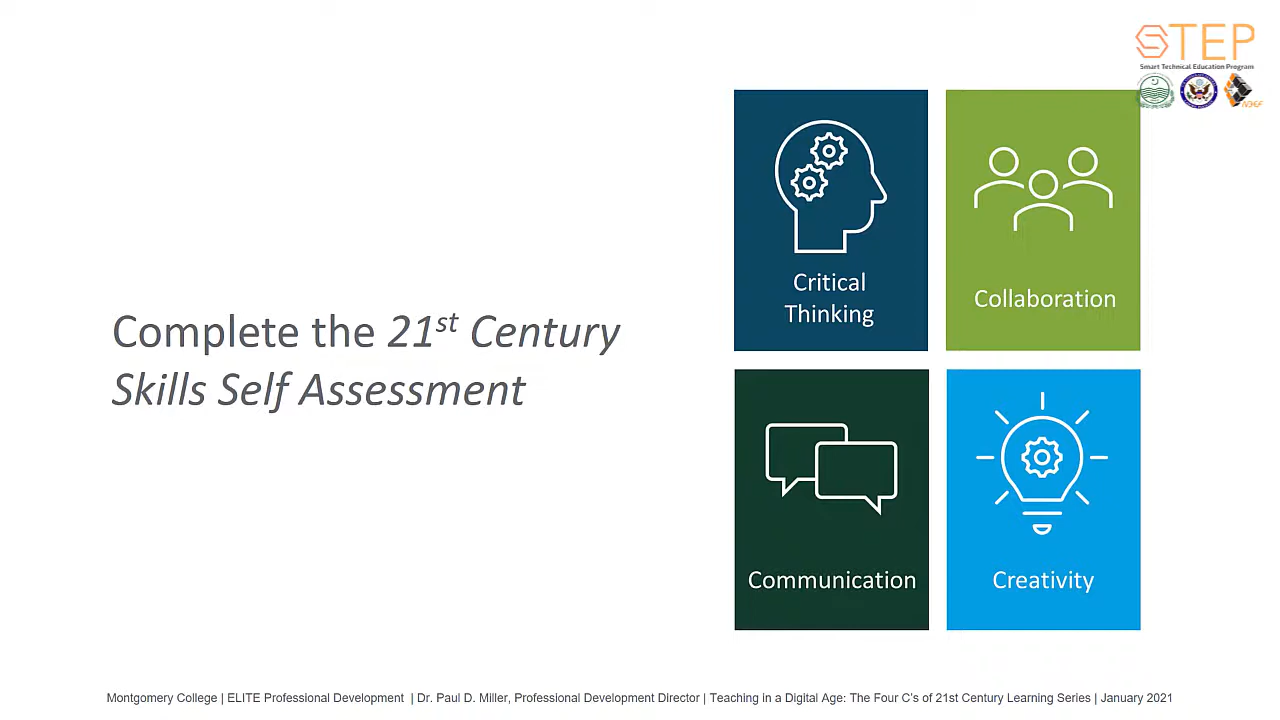 STEP
Smart Technical Education Program
Critical
Thinking
Collaboration
Complete the 21st Century
Skills Self Assessment
Communication
Creativity
Montgomery College | ELITE Professional Development | Dr. Paul D. Miller, Professional Development Director | Teaching in a Digital Age: The Four C's of 21st Century Learning Series | January 2021